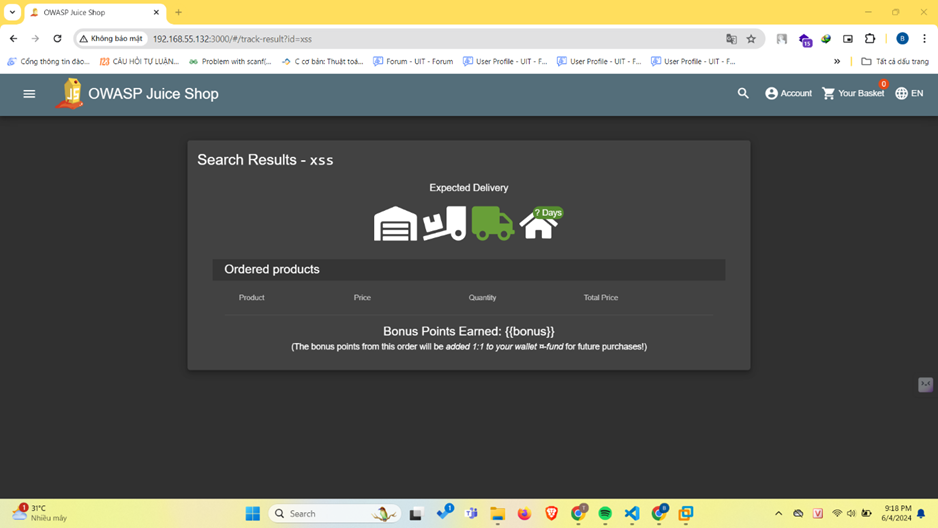 OWASP Juice Shop
Không bảo mật 192.168.55.132:3000/#/track-result?id=xss
15
B
Cổng thông tin đào...
CÂU HỎI TỰ LUẬN...
Problem with scanf(...
C cơ bản: Thuật toá...
Forum - UIT - Forum
User Profile - UIT - F...
User Profile - UIT - F...
User Profile - UIT - F...
Tất cả dấu trang
OWASP Juice Shop
Account
Your Basket
0
EN
Search Results - xss
Expected Delivery
? Days
Ordered products
Product Price Quantity Total Price
Bonus Points Earned: {{bonus}}
(The bonus points from this order will be added 1:1 to your wallet ¤-fund for future purchases!)
1
31°C
Nhiều mây
Search
1
9:18 PM
6/4/2024